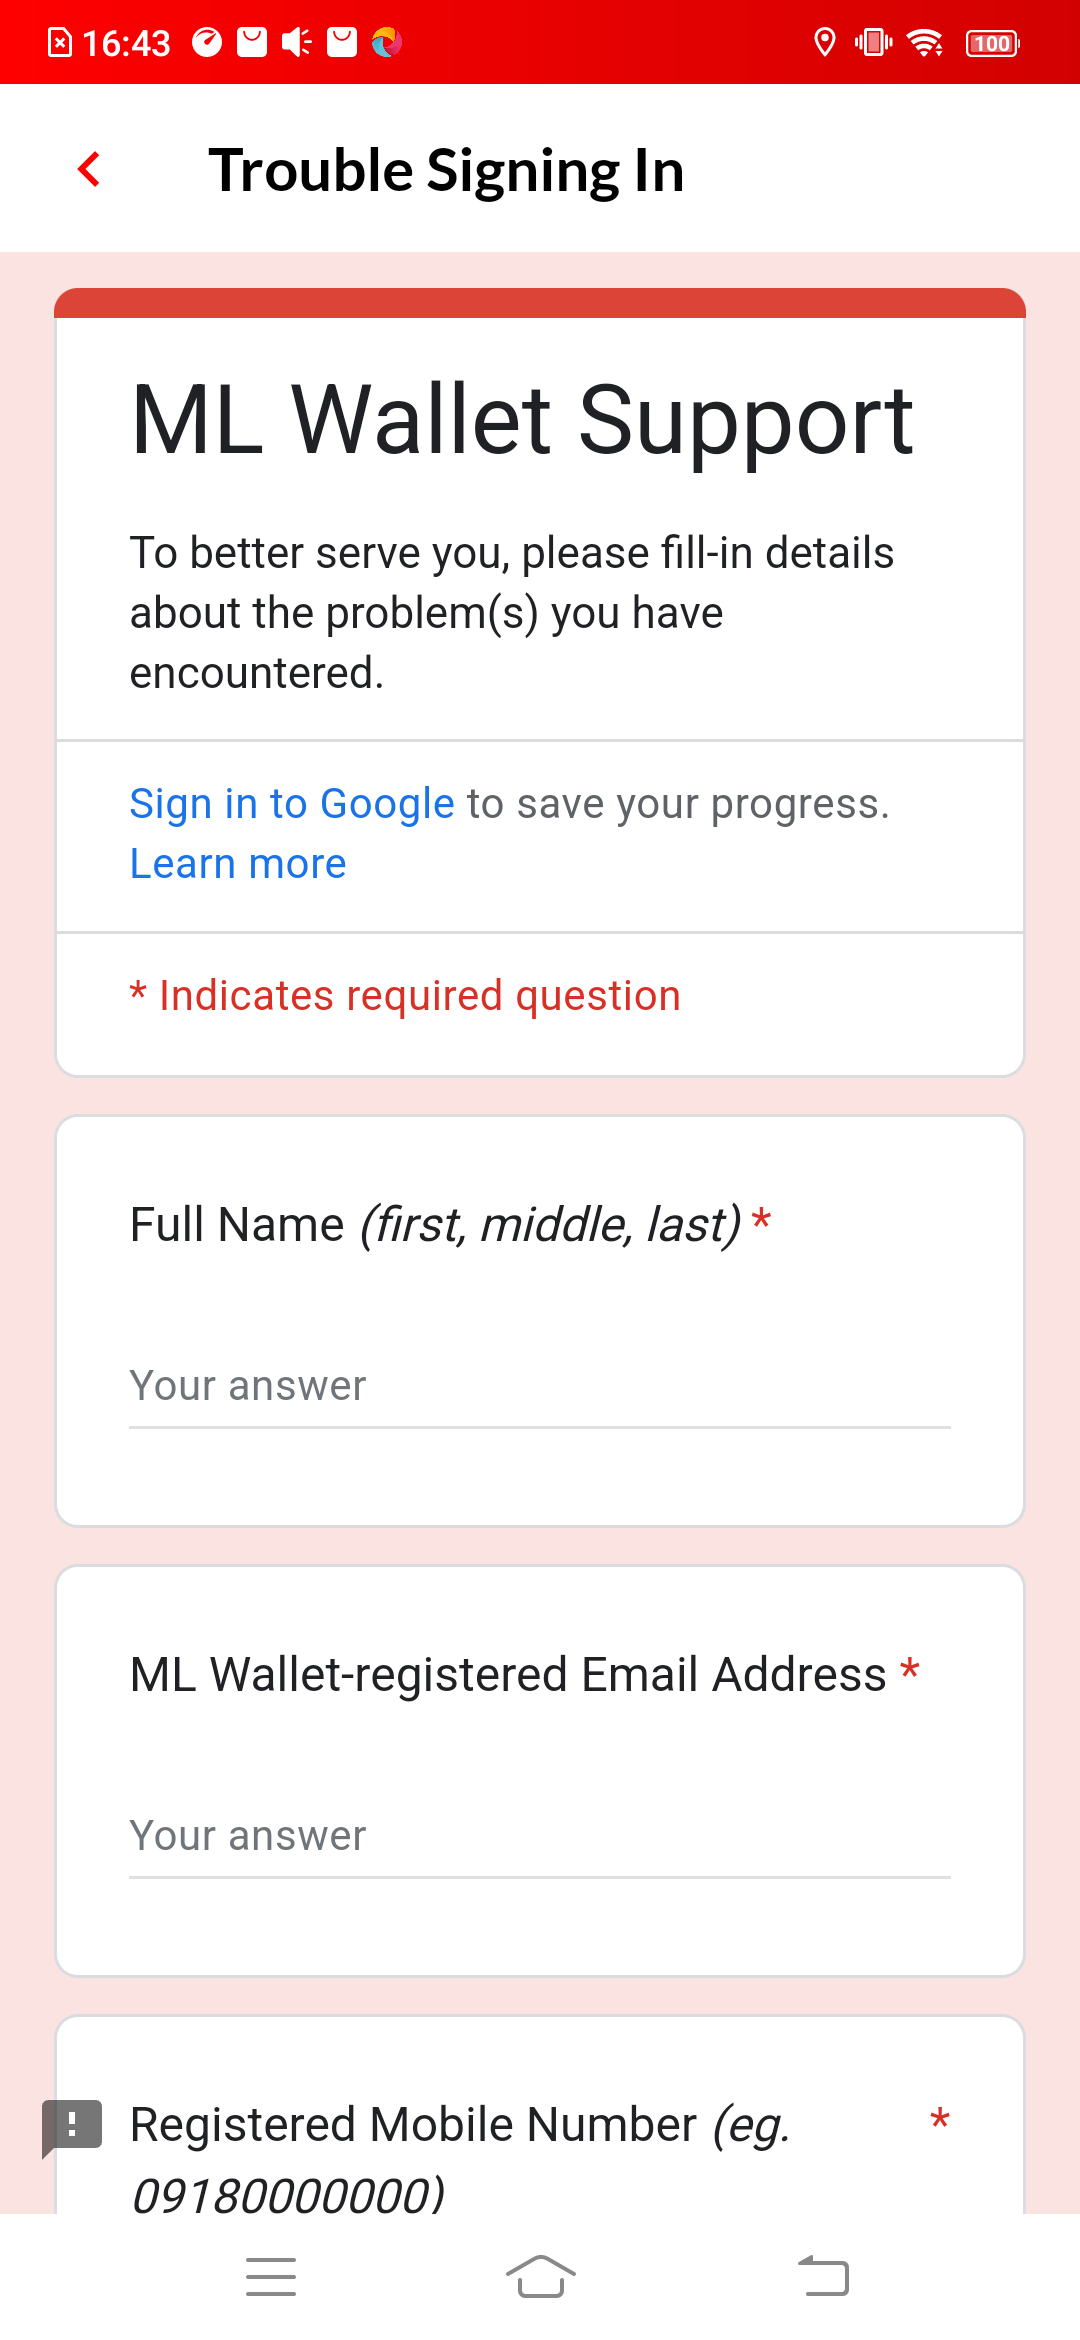 16:43
100
Trouble Signing In
ML Wallet Support
To better serve you, please fill-in details
about the problem(s) you have
encountered.
Sign in to Google to save your progress.
Learn more
* Indicates required question
Full Name (first, middle, last) *
Your answer
ML Wallet-registered Email Address *
Your answer
Registered Mobile Number (eg. *
09180000000)